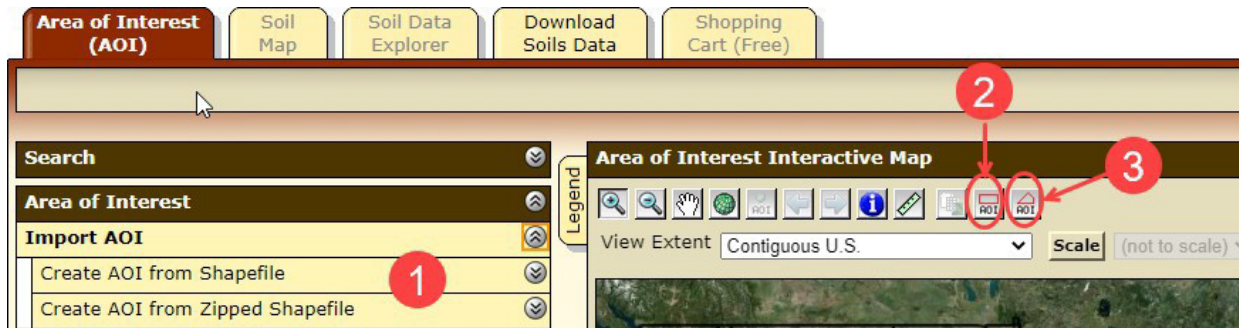 Area of Interest
(AOI)
Soil
Map
Soil Data
Explorer
Download
Soils Data
Shopping
Cart (Free)
2
3
Search
Area of Interest
Import AOI
Create AOI from Shapefile
1
Create AOI from Zipped Shapefile
Legend
Area of Interest Interactive Map
AOI
i
AOI
AOI
View Extent
Contiguous U.S.
Scale
(not to scale)